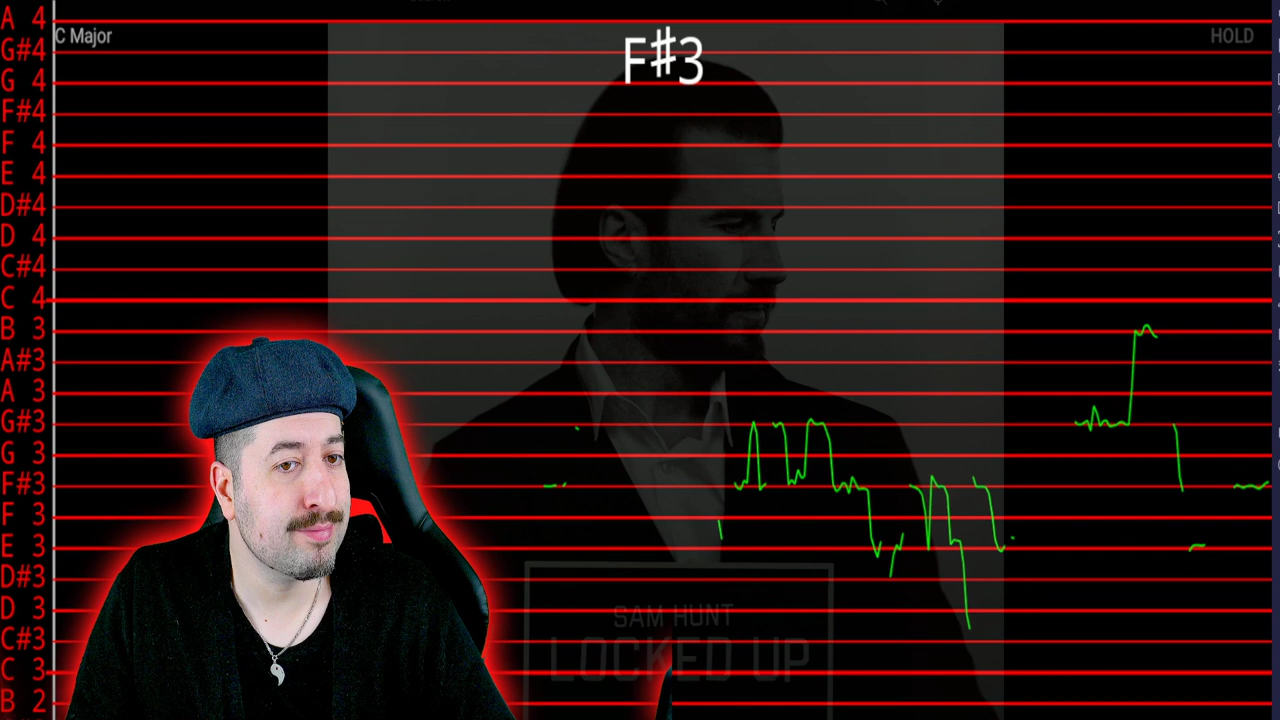 A 4
C Major
F#3
HOLD
G#4
G 4
F#4
F 4
E 4
D#4
D 4
C#4
C 4
B 3
A#3
A 3
G#3
G 3
F#3
F 3
E 3
D#3
D 3
C#3
C 3
B 2
SAM HUNT
LOCKED UP